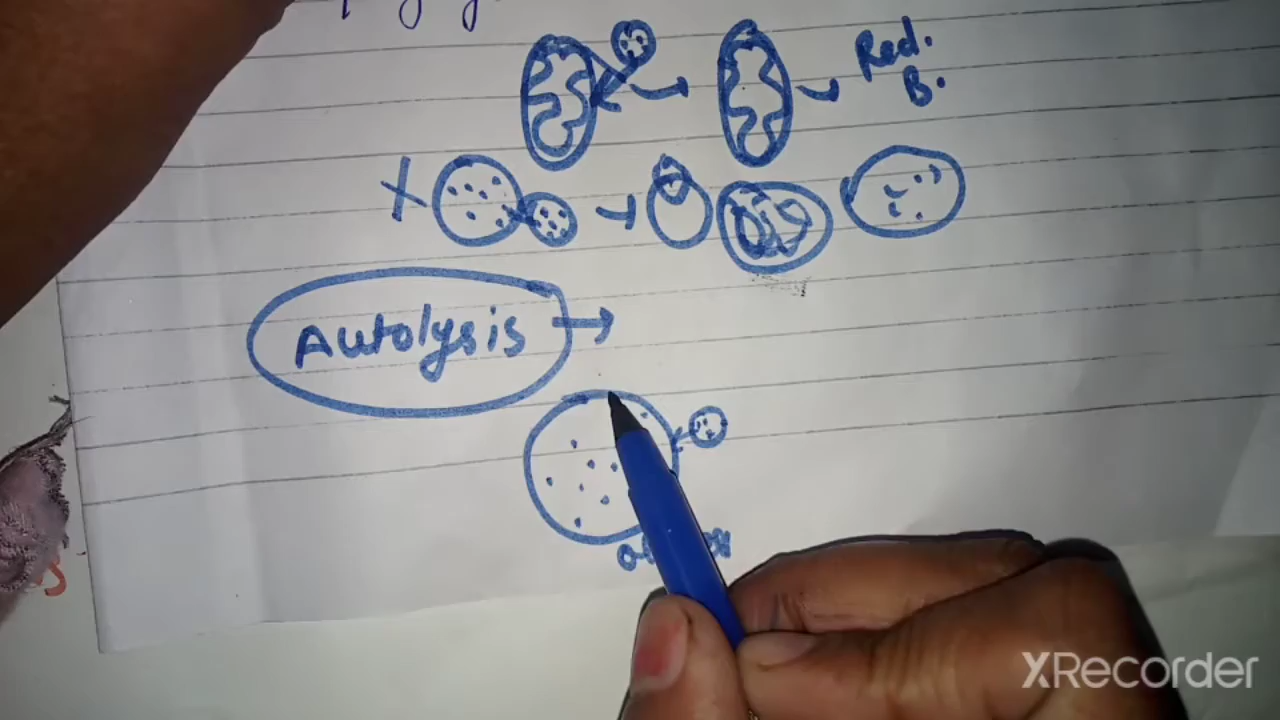 Red.
B.
X
Autolysis →
XRecorder